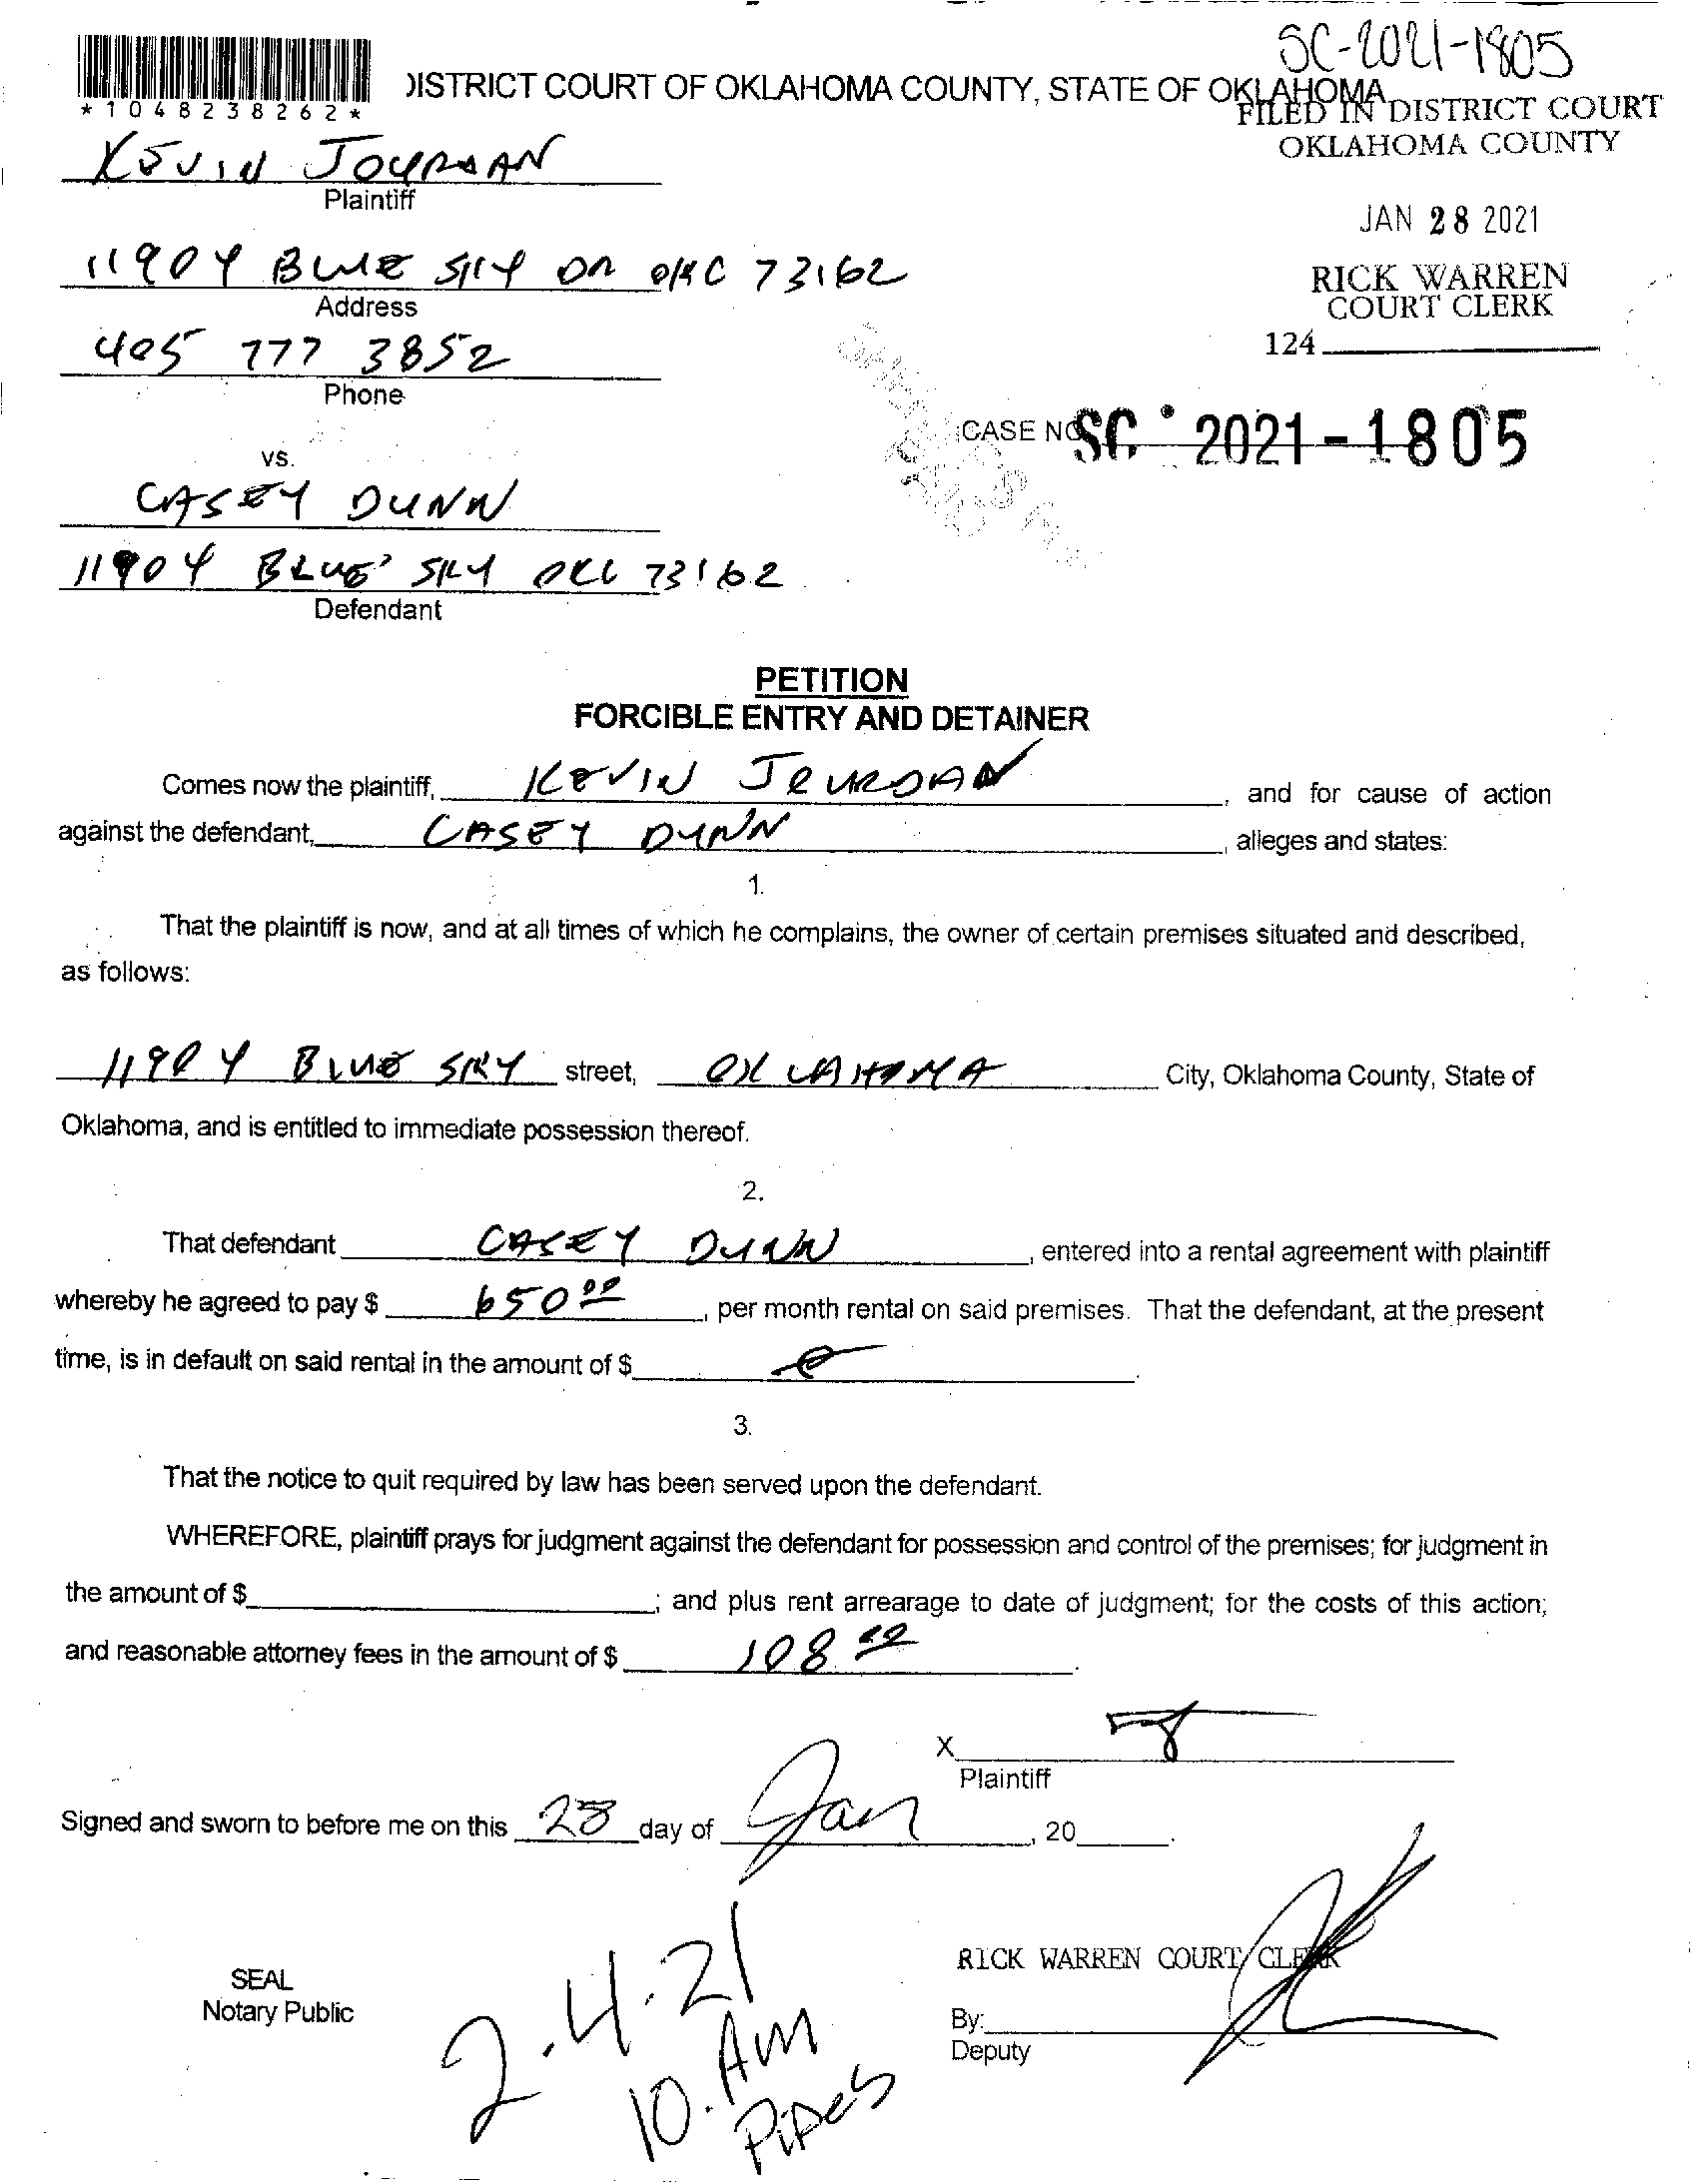 SC-2021-1805
DISTRICT COURT OF OKLAHOMA COUNTY, STATE OF OKLAHOMA
*1048238262*
FILED IN DISTRICT COURT
OKLAHOMA COUNTY
KEVIN JOURDAN
Plaintiff
JAN 28 2021
11904 BLUE SKY DR OKC 73162
Address
RICK WARREN
COURT CLERK
405 777 3852
Phone
124
CASE NO SC 2021-1805
vs.
CASEY DUNN
11904 BLUE SKY OKC 73162
Defendant
PETITION
FORCIBLE ENTRY AND DETAINER
Comes now the plaintiff, KEVIN JOURDAN, and for cause of action
against the defendant, CASEY DUNN, alleges and states:
1.
That the plaintiff is now, and at all times of which he complains, the owner of certain premises situated and described,
as follows:
11904 BLUE SKY street, OKLAHOMA City, Oklahoma County, State of
Oklahoma, and is entitled to immediate possession thereof.
2.
That defendant CASEY DUNN, entered into a rental agreement with plaintiff
whereby he agreed to pay $ 650.00, per month rental on said premises. That the defendant, at the present
time, is in default on said rental in the amount of $
3.
That the notice to quit required by law has been served upon the defendant.
WHEREFORE, plaintiff prays for judgment against the defendant for possession and control of the premises; for judgment in
the amount of $ ; and plus rent arrearage to date of judgment; for the costs of this action;
and reasonable attorney fees in the amount of $ 108.00.
X
Plaintiff
Signed and sworn to before me on this 28 day of Jan, 20 .
RICK WARREN COURT CLERK
SEAL
Notary Public
By:
Deputy
2.4.21
10. AM
Pipes